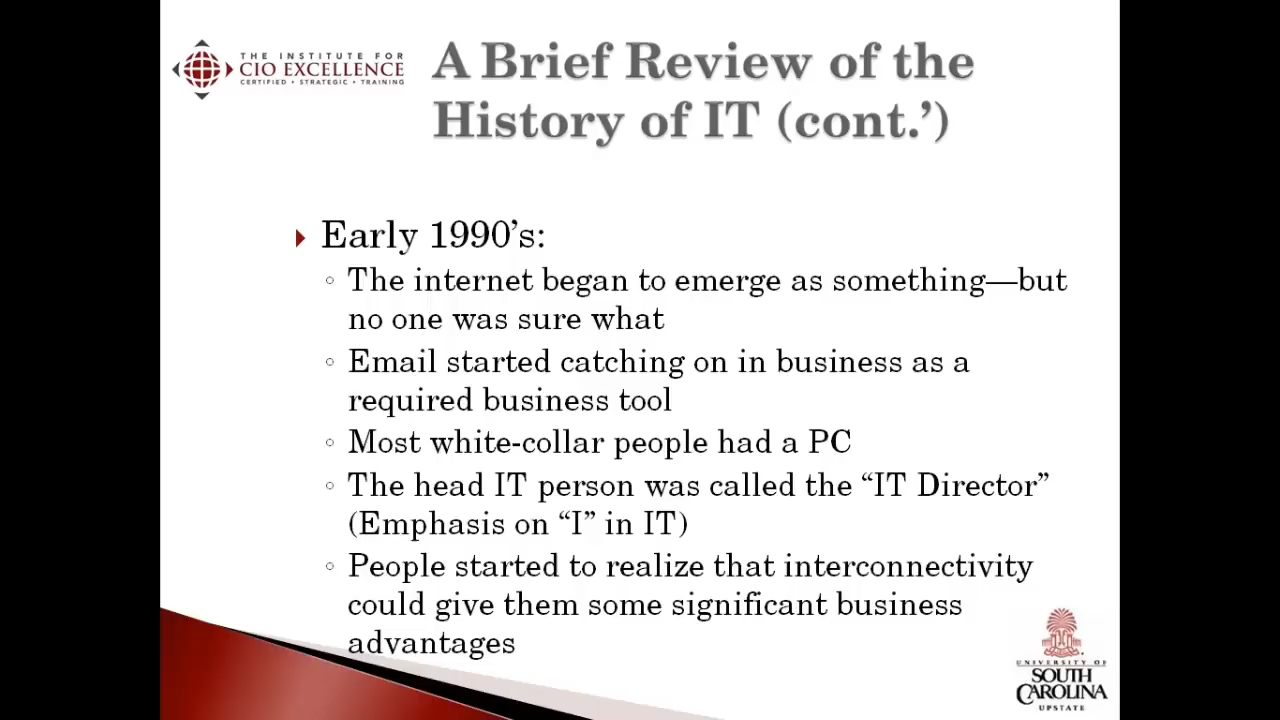 THE INSTITUTE FOR
CIO EXCELLENCE
CERTIFIED • STRATEGIC • TRAINING
A Brief Review of the
History of IT (cont.’)
Early 1990’s:
The internet began to emerge as something—but
no one was sure what
Email started catching on in business as a
required business tool
Most white-collar people had a PC
The head IT person was called the “IT Director”
(Emphasis on “I” in IT)
People started to realize that interconnectivity
could give them some significant business
advantages
UNIVERSITY OF
SOUTH
CAROLINA
UPSTATE